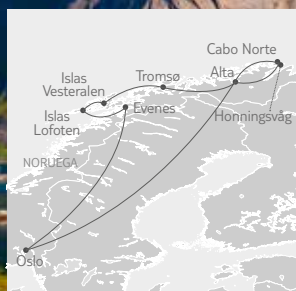 Cabo Norte
Islas
Vesteralen
Tromsø
Alta
Islas
Lofoten
Evenes
Honningsvåg
NORUEGA
Oslo